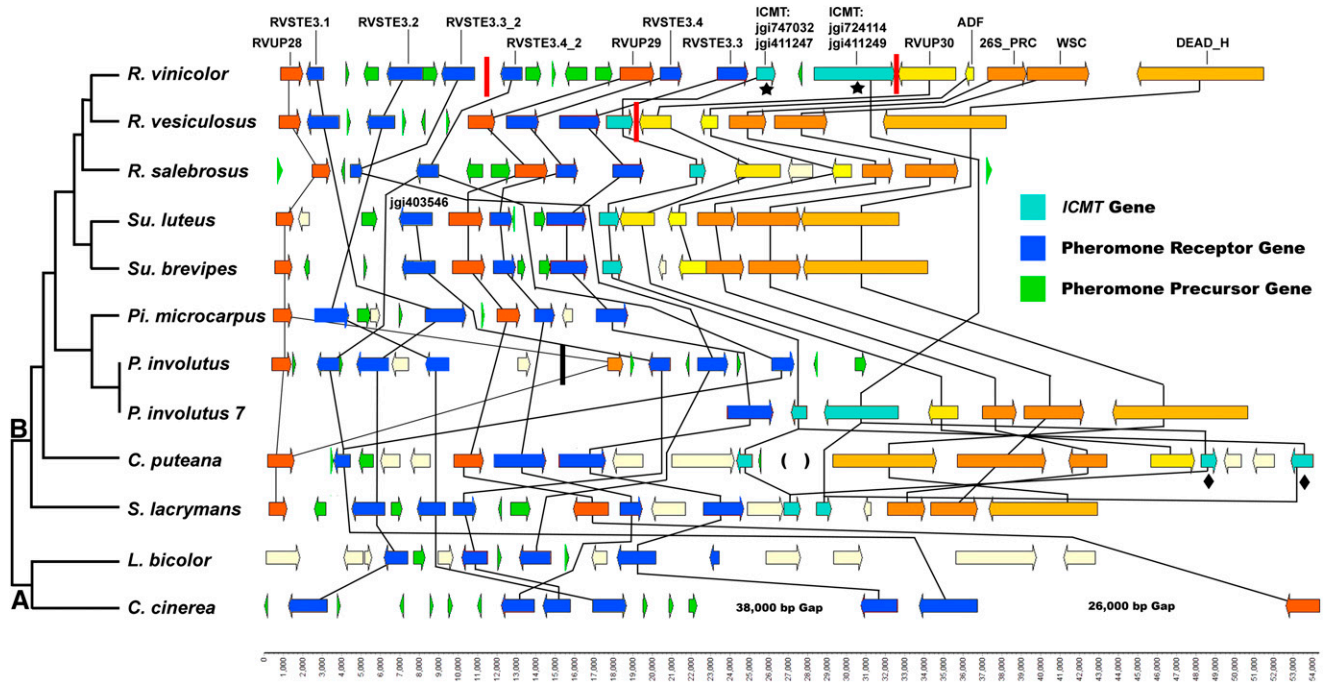 RVSTE3.1 RVSTE3.2 RVSTE3.3_2 RVSTE3.4 ICMT: ICMT: ADF
jgi747032 jgi724114
RVUP28 RVSTE3.4_2 RVUP29 RVSTE3.3 jgi411247 jgi411249 RVUP30 26S_PRC WSC DEAD_H
R. vinicolor
R. vesiculosus
R. salebrosus
jgi403546
Su. luteus
Su. brevipes
Pi. microcarpus
P. involutus
P. involutus 7
C. puteana ( )
S. lacrymans
L. bicolor
C. cinerea
ICMT Gene
Pheromone Receptor Gene
Pheromone Precursor Gene
B
A
38,000 bp Gap 26,000 bp Gap
0 1,000 2,000 3,000 4,000 5,000 6,000 7,000 8,000 9,000 10,000 11,000 12,000 13,000 14,000 15,000 16,000 17,000 18,000 19,000 20,000 21,000 22,000 23,000 24,000 25,000 26,000 27,000 28,000 29,000 30,000 31,000 32,000 33,000 34,000 35,000 36,000 37,000 38,000 39,000 40,000 41,000 42,000 43,000 44,000 45,000 46,000 47,000 48,000 49,000 50,000 51,000 52,000 53,000 54,000